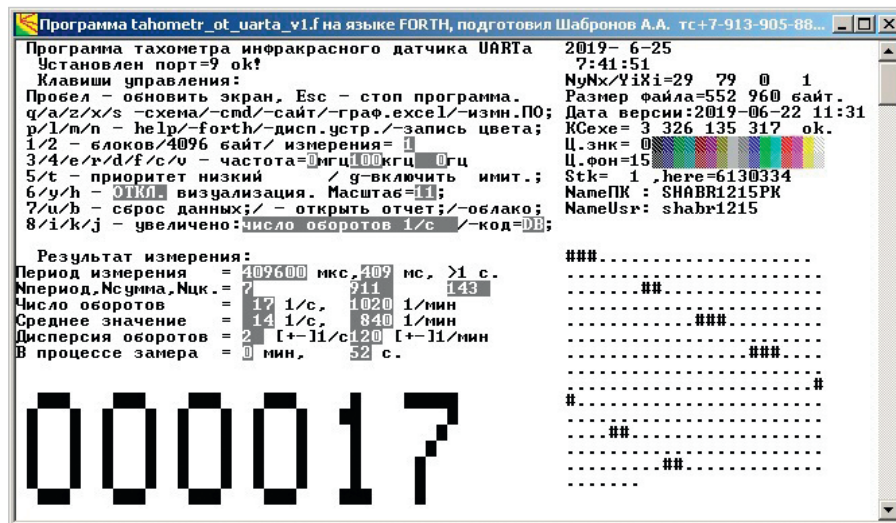 Программа tahometr_ot_uarta_v1.f на языке FORTH, подготовил Шабронов А.А. тс+7-913-905-88...
Программа тахометра инфракрасного датчика UARTа
Установлен порт=9 ok!
Клавиши управления:
Пробел - обновить экран, Esc - стоп программа.
q/a/z/x/s -схема/-cmd/-сайт/-граф.excel/-измн.ПО;
p/l/m/n - help/-forth/-дисп.устр./-запись цвета;
1/2 - блоков/4096 байт/ измерения= 1
3/4/e/r/d/f/c/v - частота=0мгц100кгц 0гц
5/t - приоритет низкий / g-включить имит.;
6/y/h - ОТКЛ. визуализация. Масштаб=11;
7/u/b - сброс данных;/ - открыть отчет;/-облако;
8/i/k/j - увеличено:число оборотов 1/с /-код=DB;
Результат измерения:
Период измерения = 409600 мкс,409 мс, >1 с.
Nпериод,Nсумма,Nцк.= 7 911 143
Число оборотов = 17 1/с, 1020 1/мин
Среднее значение = 14 1/с, 840 1/мин
Дисперсия оборотов = 2 [+-]1/с120 [+-]1/мин
В процессе замера = 0 мин, 52 с.
000017
2019- 6-25
7:41:51
NyNx/YiXi=29 79 0 1
Размер файла=552 960 байт.
Дата версии:2019-06-22 11:31
КСexe= 3 326 135 317 ok.
Ц.знк= 0
Ц.фон=15
Stk= 1 ,here=6130334
NameПК : SHABR1215PK
NameUsr: shabr1215
###.....................
........................
.......##...............
........................
............###.........
........................
.................###....
........................
.......................#
#.......................
........................
....##..................
........................
.........##.............
.......